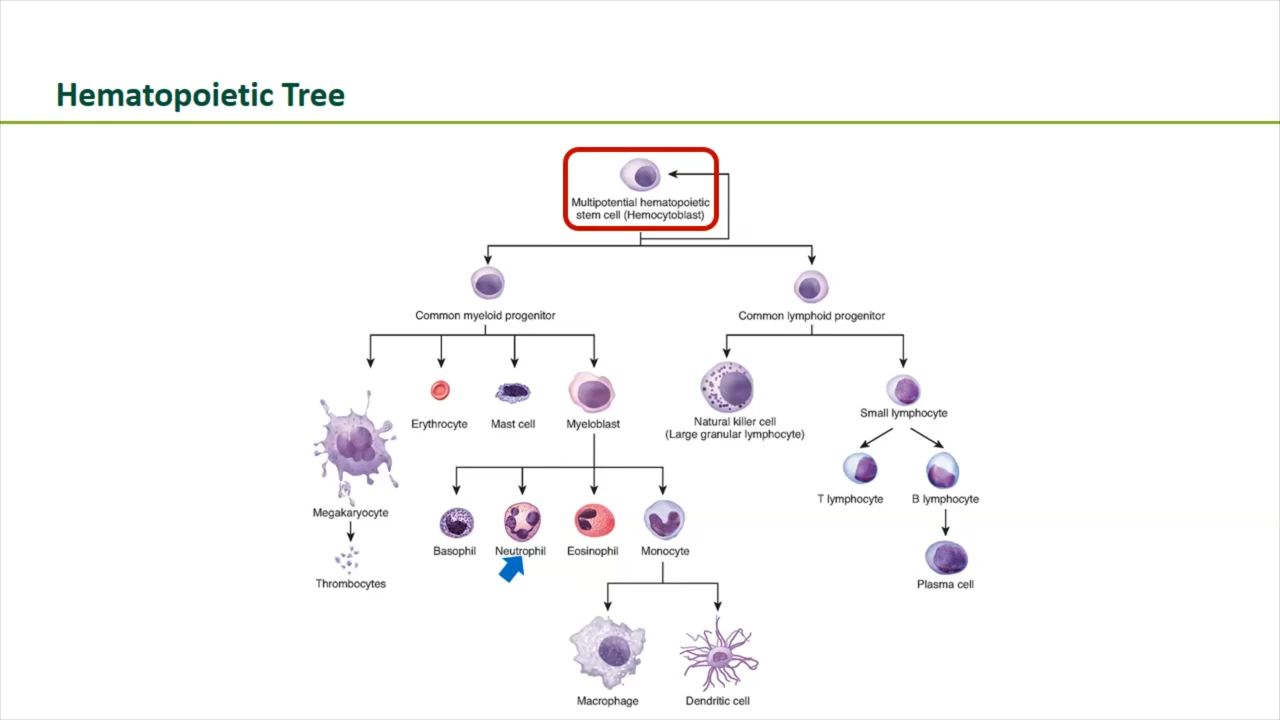 Hematopoietic Tree
Multipotential hematopoietic
stem cell (Hemocytoblast)
Common myeloid progenitor
Common lymphoid progenitor
Erythrocyte
Mast cell
Myeloblast
Natural killer cell
(Large granular lymphocyte)
Small lymphocyte
T lymphocyte
B lymphocyte
Megakaryocyte
Basophil
Neutrophil
Eosinophil
Monocyte
Thrombocytes
Plasma cell
Macrophage
Dendritic cell